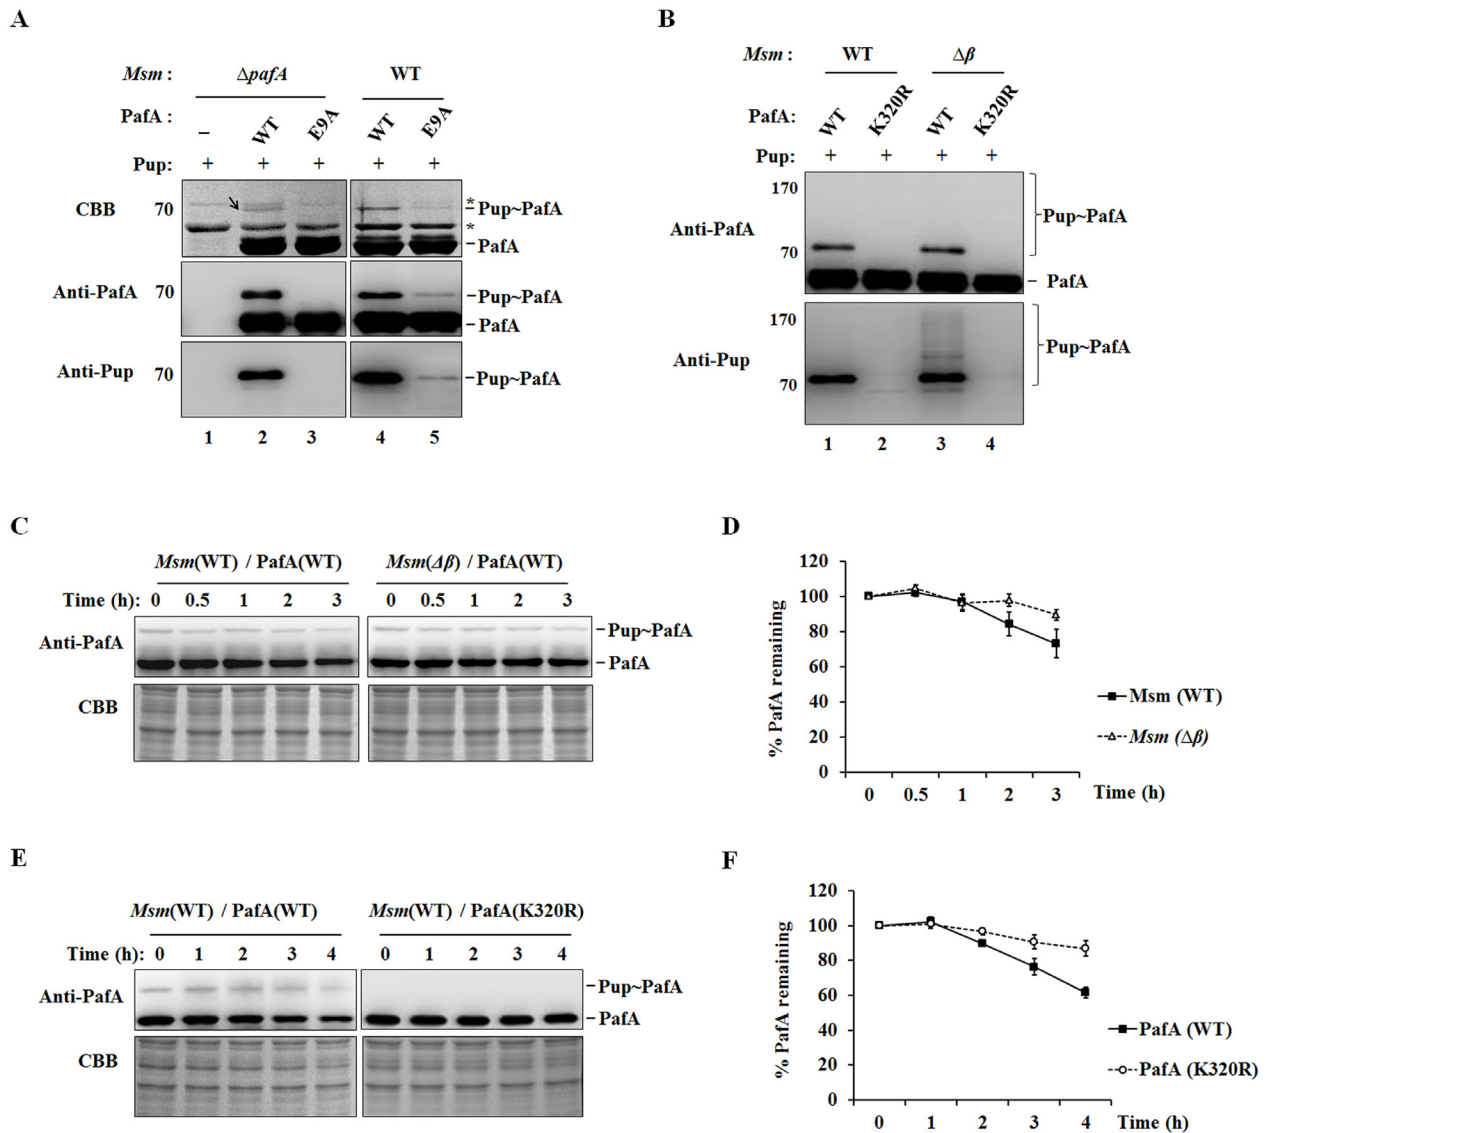 A
Msm : ΔpafA WT
PafA : – WT E9A WT E9A
Pup: + + + + +
CBB 70 * Pup~PafA
*
PafA
Anti-PafA 70 Pup~PafA
PafA
Anti-Pup 70 Pup~PafA
1 2 3 4 5
B
Msm : WT Δβ
PafA: WT K320R WT K320R
Pup: + + + +
170
Anti-PafA Pup~PafA
70
PafA
170
Anti-Pup Pup~PafA
70
1 2 3 4
C
Msm(WT) / PafA(WT) Msm(Δβ) / PafA(WT)
Time (h): 0 0.5 1 2 3 0 0.5 1 2 3
Anti-PafA Pup~PafA
PafA
CBB
D
% PafA remaining
120
100
80
60
40
20
0
0 0.5 1 2 3 Time (h)
Msm (WT)
Msm (Δβ)
E
Msm(WT) / PafA(WT) Msm(WT) / PafA(K320R)
Time (h): 0 1 2 3 4 0 1 2 3 4
Anti-PafA Pup~PafA
PafA
CBB
F
% PafA remaining
120
100
80
60
40
20
0
0 1 2 3 4 Time (h)
PafA (WT)
PafA (K320R)